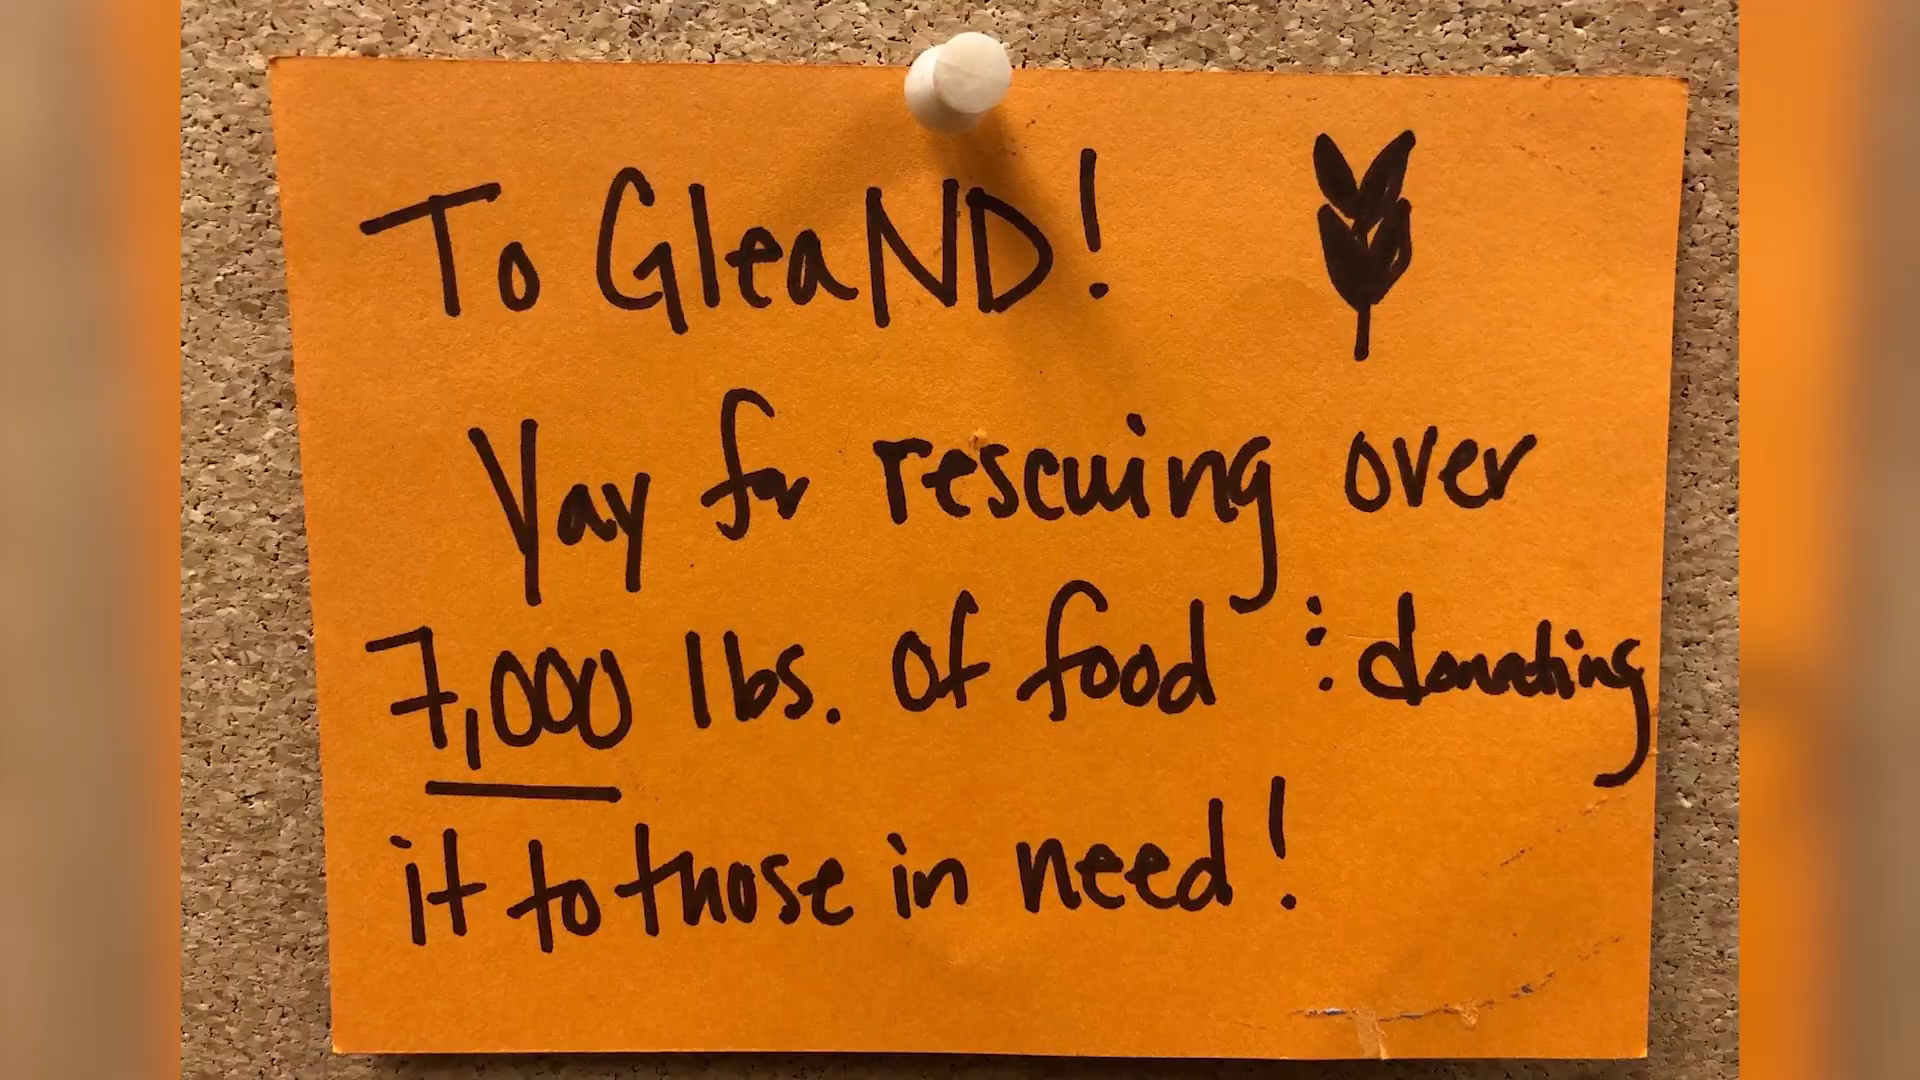 To GleaND!
Yay for rescuing over
7,000 lbs. of food : donating
it to those in need!